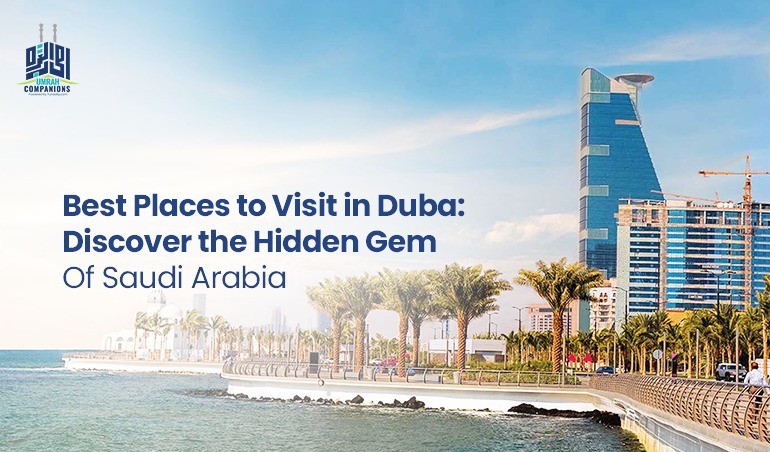 UMRAH
COMPANIONS
Best Places to Visit in Duba:
Discover the Hidden Gem
Of Saudi Arabia